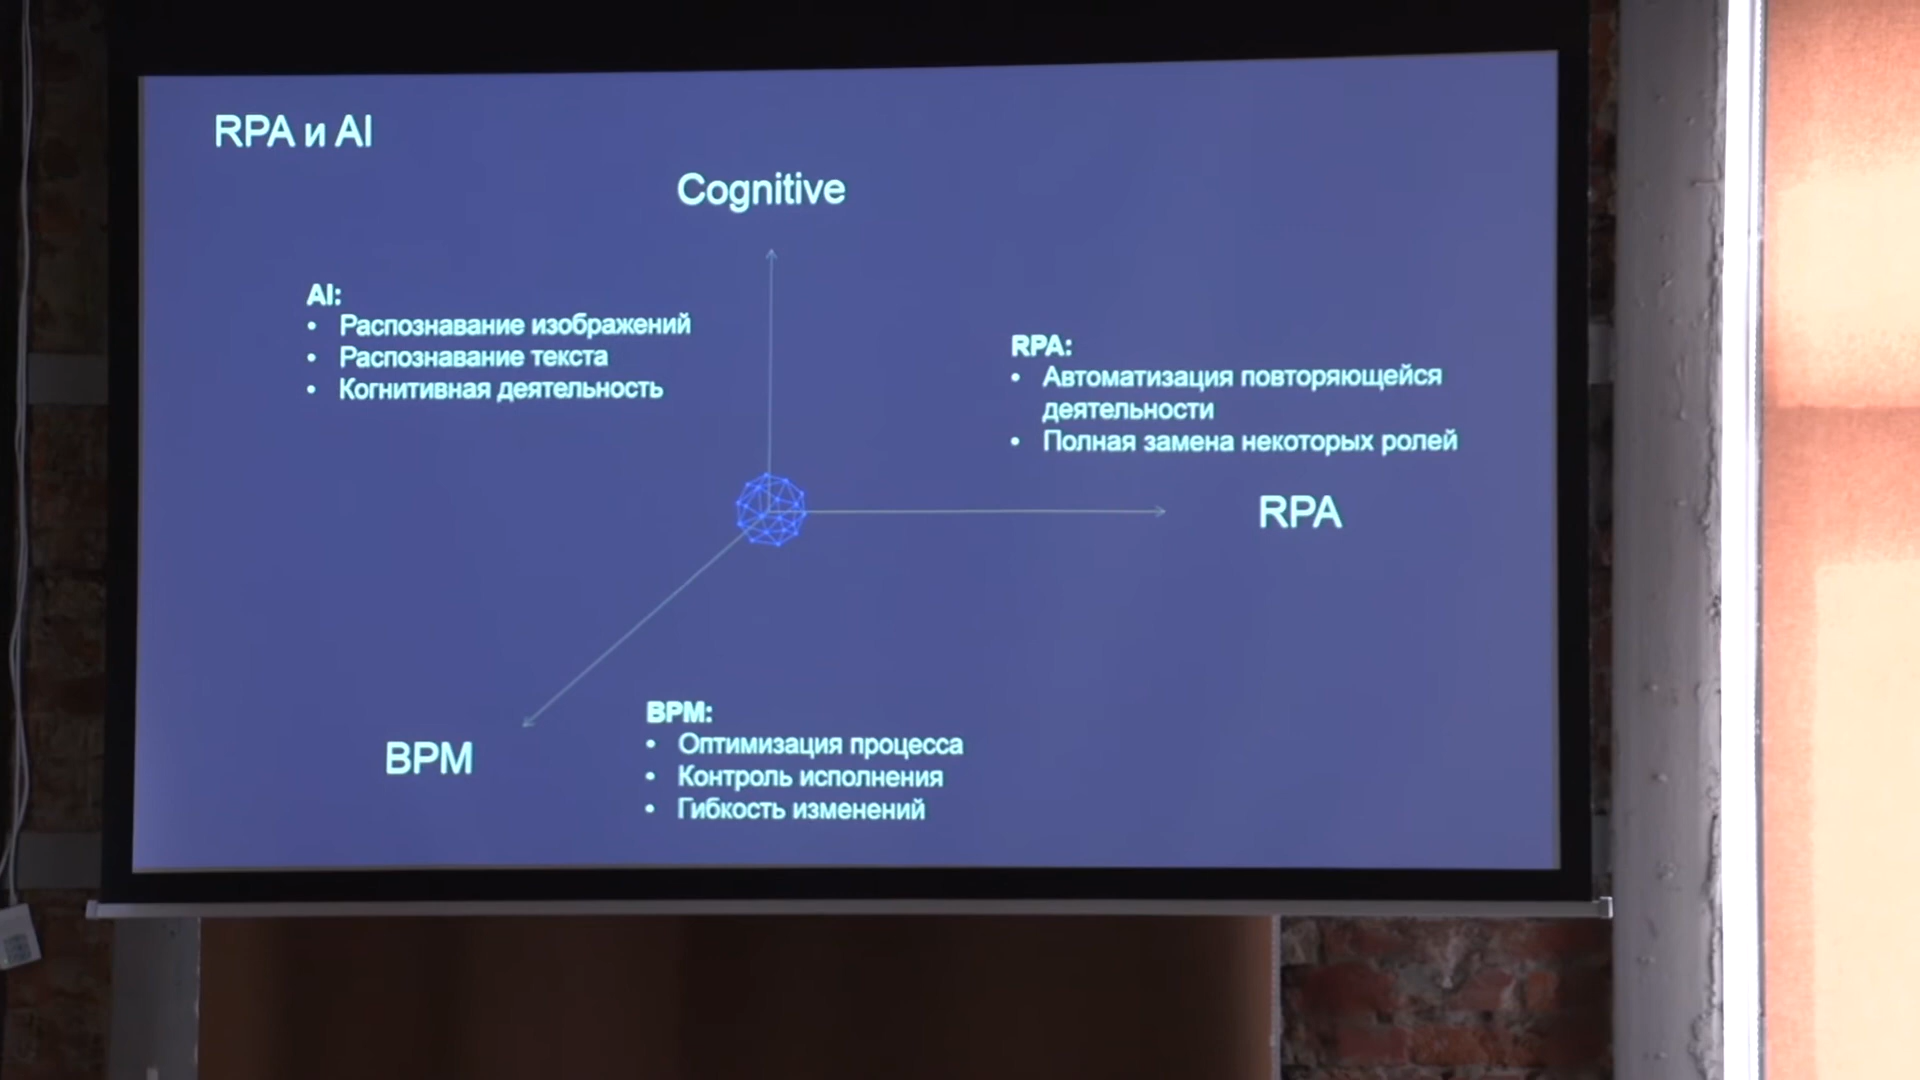 RPA и AI
Cognitive
AI:
• Распознавание изображений
• Распознавание текста
• Когнитивная деятельность
RPA:
• Автоматизация повторяющейся
деятельности
• Полная замена некоторых ролей
RPA
BPM
BPM:
• Оптимизация процесса
• Контроль исполнения
• Гибкость изменений